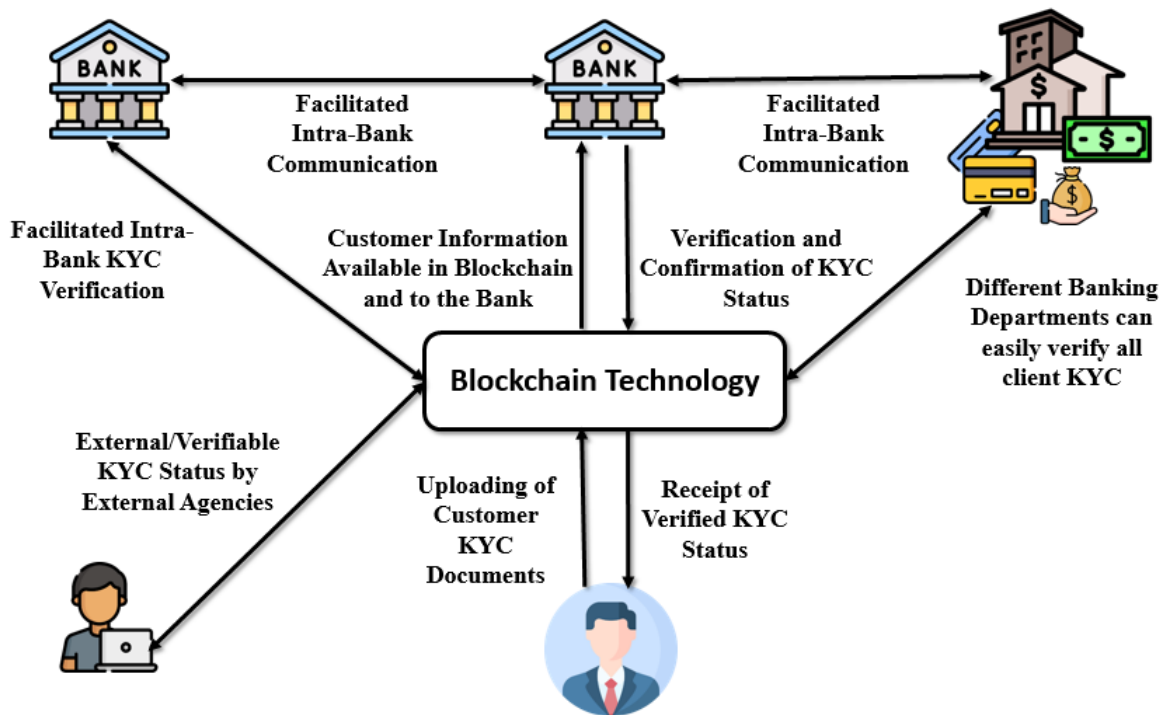 BANK
BANK
$
$
$
Facilitated
Intra-Bank
Communication
Facilitated
Intra-Bank
Communication
Facilitated Intra-
Bank KYC
Verification
Customer Information
Available in Blockchain
and to the Bank
Verification and
Confirmation of KYC
Status
Different Banking
Departments can
easily verify all
client KYC
Blockchain Technology
External/Verifiable
KYC Status by
External Agencies
Uploading of
Customer
KYC
Documents
Receipt of
Verified KYC
Status